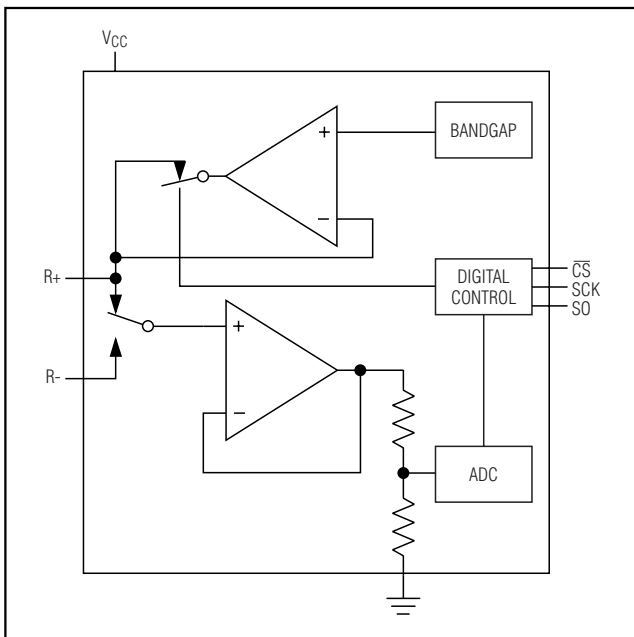 VCC
+
BANDGAP
−
R+
DIGITAL
CONTROL
CS
SCK
SO
+
R-
−
ADC